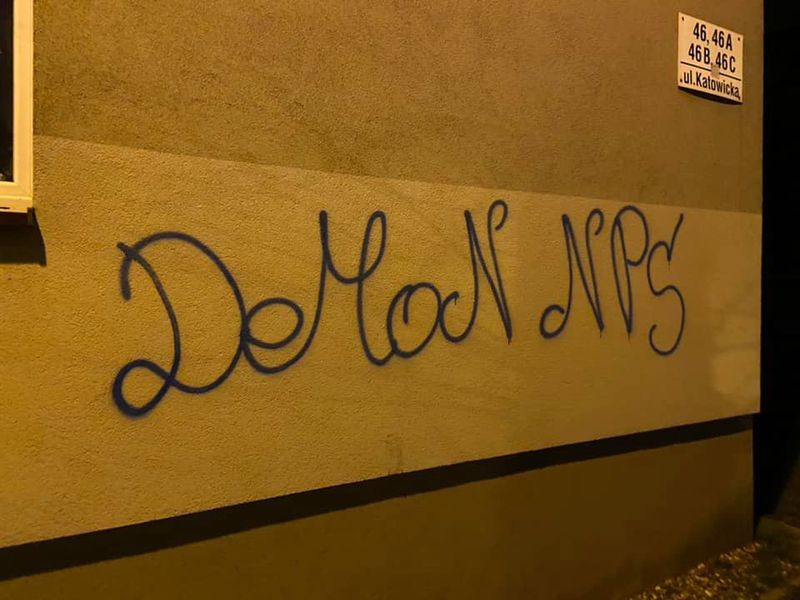 46, 46A
46B, 46C
ul. Katowicka
DeMoN NPS